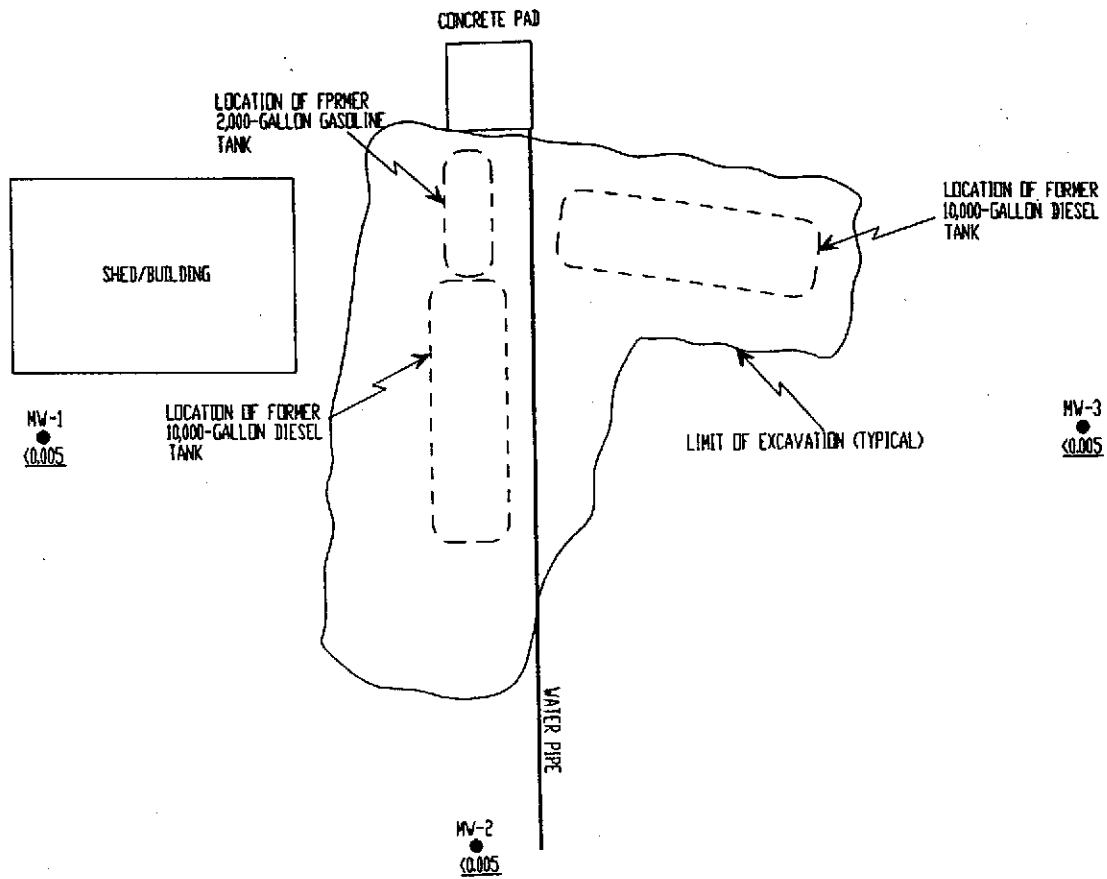 CONCRETE PAD
LOCATION OF FPRMER
2,000-GALLON GASOLINE
TANK
LOCATION OF FORMER
10,000-GALLON DIESEL
TANK
SHED/BUILDING
LOCATION OF FORMER
10,000-GALLON DIESEL
TANK
MW-1
<0.005
LIMIT OF EXCAVATION (TYPICAL)
MW-3
<0.005
WATER PIPE
MW-2
<0.005